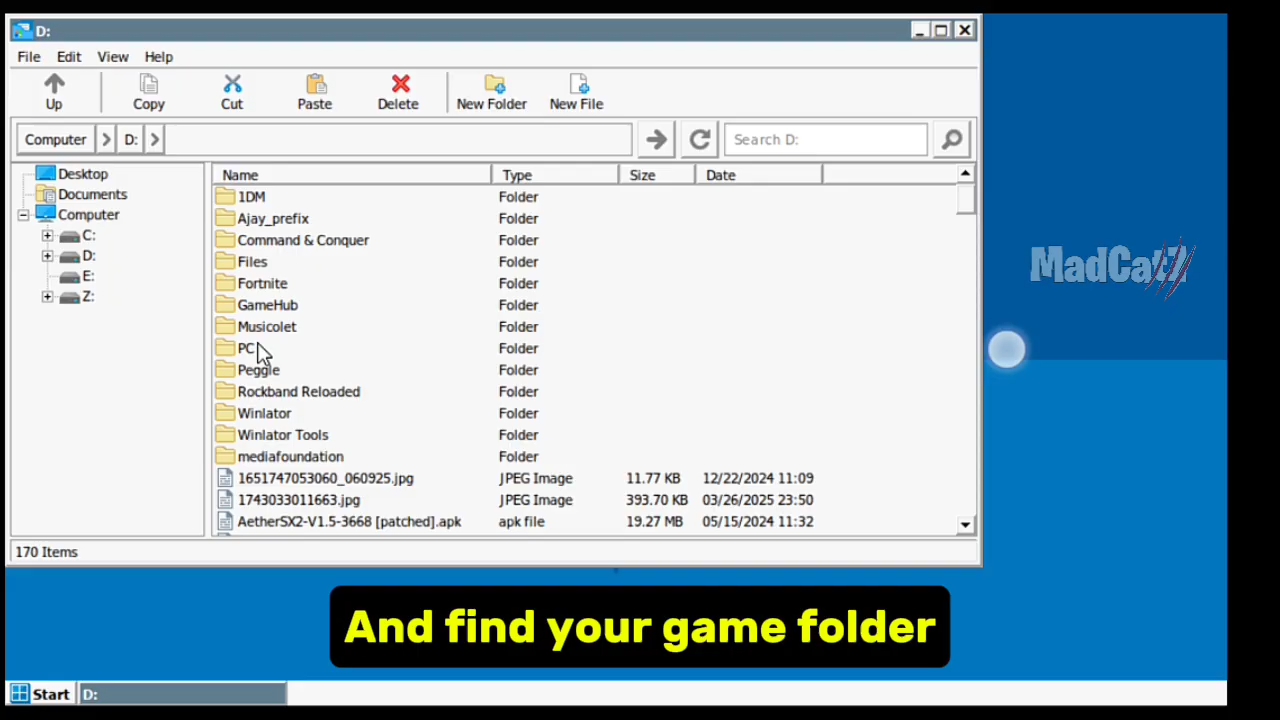 D:
File Edit View Help
Up Copy Cut Paste Delete New Folder New File
Computer D: Search D:
Desktop
Documents
Computer
C:
D:
E:
Z:
Name Type Size Date
1DM Folder
Ajay_prefix Folder
Command & Conquer Folder
Files Folder
Fortnite Folder
GameHub Folder
Musicolet Folder
PC Folder
Peggle Folder
Rockband Reloaded Folder
Winlator Folder
Winlator Tools Folder
mediafoundation Folder
1651747053060_060925.jpg JPEG Image 11.77 KB 12/22/2024 11:09
1743033011663.jpg JPEG Image 393.70 KB 03/26/2025 23:50
AetherSX2-V1.5-3668 [patched].apk apk file 19.27 MB 05/15/2024 11:32
170 Items
MadCatZ
And find your game folder
Start D: